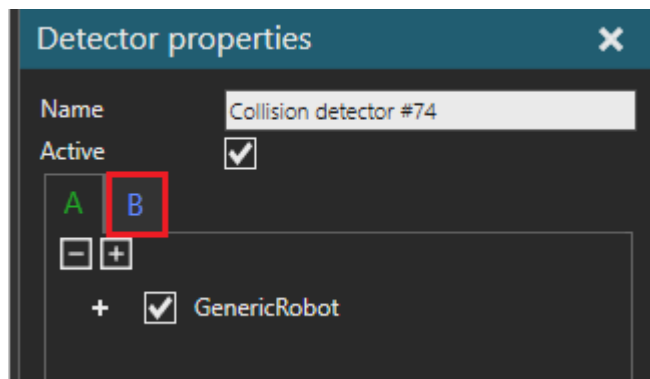 Detector properties
Name Collision detector #74
Active
A B
GenericRobot